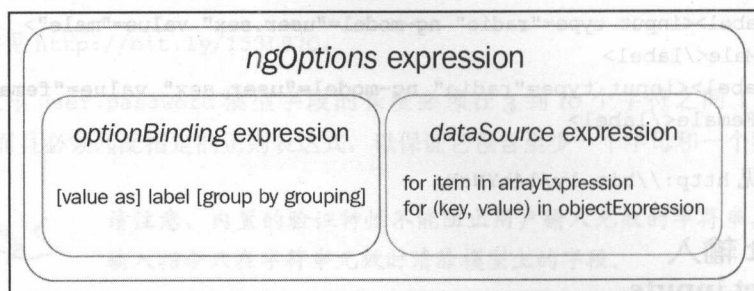 ngOptions expression
optionBinding expression
[value as] label [group by grouping]
dataSource expression
for item in arrayExpression
for (key, value) in objectExpression